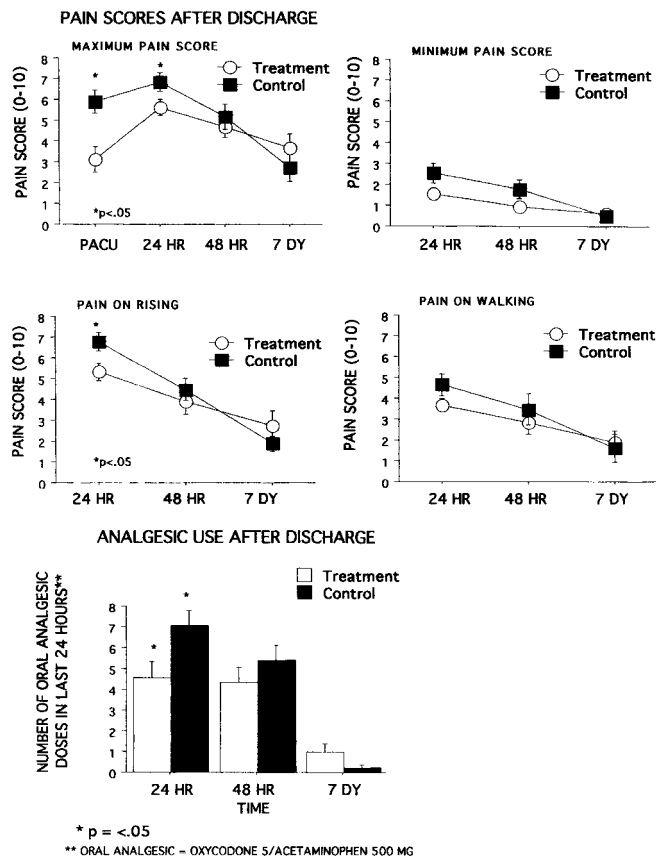 PAIN SCORES AFTER DISCHARGE
MAXIMUM PAIN SCORE
Treatment
Control
PAIN SCORE (0-10)
8
7
6
5
4
3
2
1
0
*
*
*p<.05
PACU
24 HR
48 HR
7 DY
MINIMUM PAIN SCORE
Treatment
Control
PAIN SCORE (0-10)
8
7
6
5
4
3
2
1
0
24 HR
48 HR
7 DY
PAIN ON RISING
Treatment
Control
PAIN SCORE (0-10)
8
7
6
5
4
3
2
1
0
*
*p<.05
24 HR
48 HR
7 DY
PAIN ON WALKING
Treatment
Control
PAIN SCORE (0-10)
8
7
6
5
4
3
2
1
0
24 HR
48 HR
7 DY
ANALGESIC USE AFTER DISCHARGE
Treatment
Control
NUMBER OF ORAL ANALGESIC
DOSES IN LAST 24 HOURS**
8
7
6
5
4
3
2
1
0
*
*
24 HR
48 HR
7 DY
TIME
* p = <.05
** ORAL ANALGESIC = OXYCODONE 5/ACETAMINOPHEN 500 MG